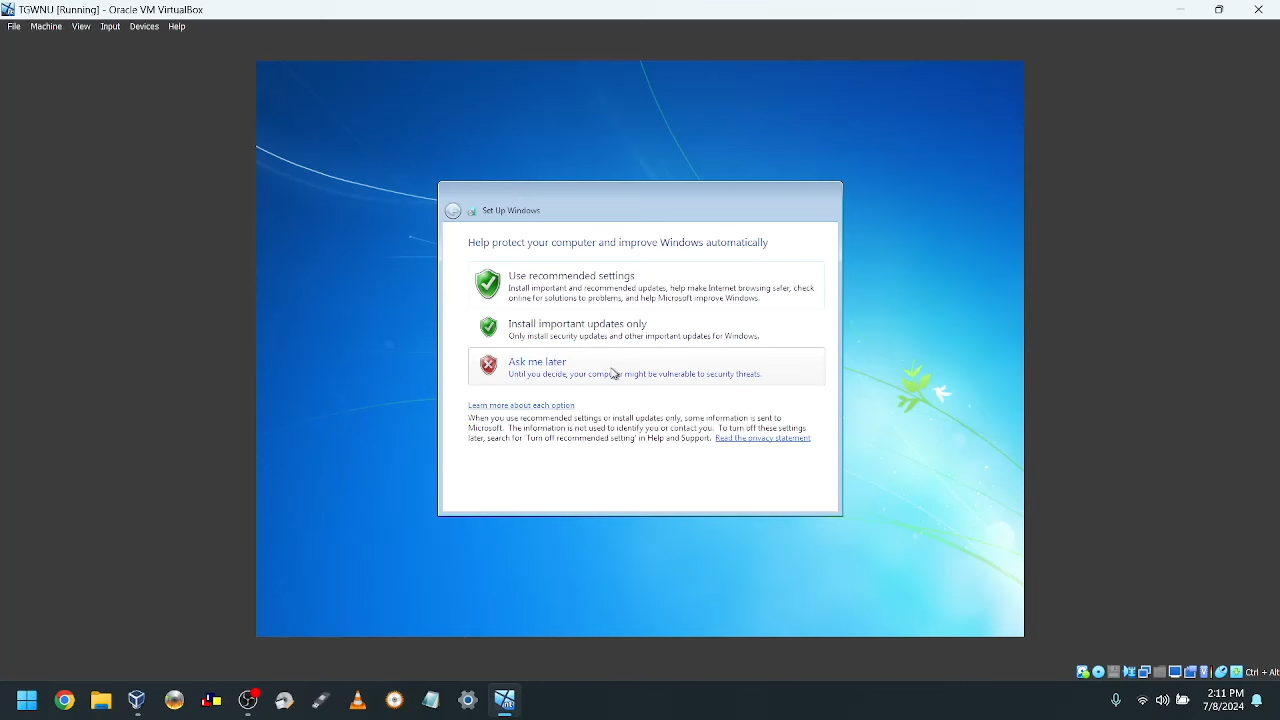 TGWNU [Running] - Oracle VM VirtualBox
File Machine View Input Devices Help
Set Up Windows
Help protect your computer and improve Windows automatically
Use recommended settings
Install important and recommended updates, help make Internet browsing safer, check
online for solutions to problems, and help Microsoft improve Windows.
Install important updates only
Only install security updates and other important updates for Windows.
Ask me later
Until you decide, your computer might be vulnerable to security threats.
Learn more about each option
When you use recommended settings or install updates only, some information is sent to
Microsoft. The information is not used to identify you or contact you. To turn off these settings
later, search for 'Turn off recommended setting' in Help and Support. Read the privacy statement
Ctrl + Alt
2:11 PM
7/8/2024